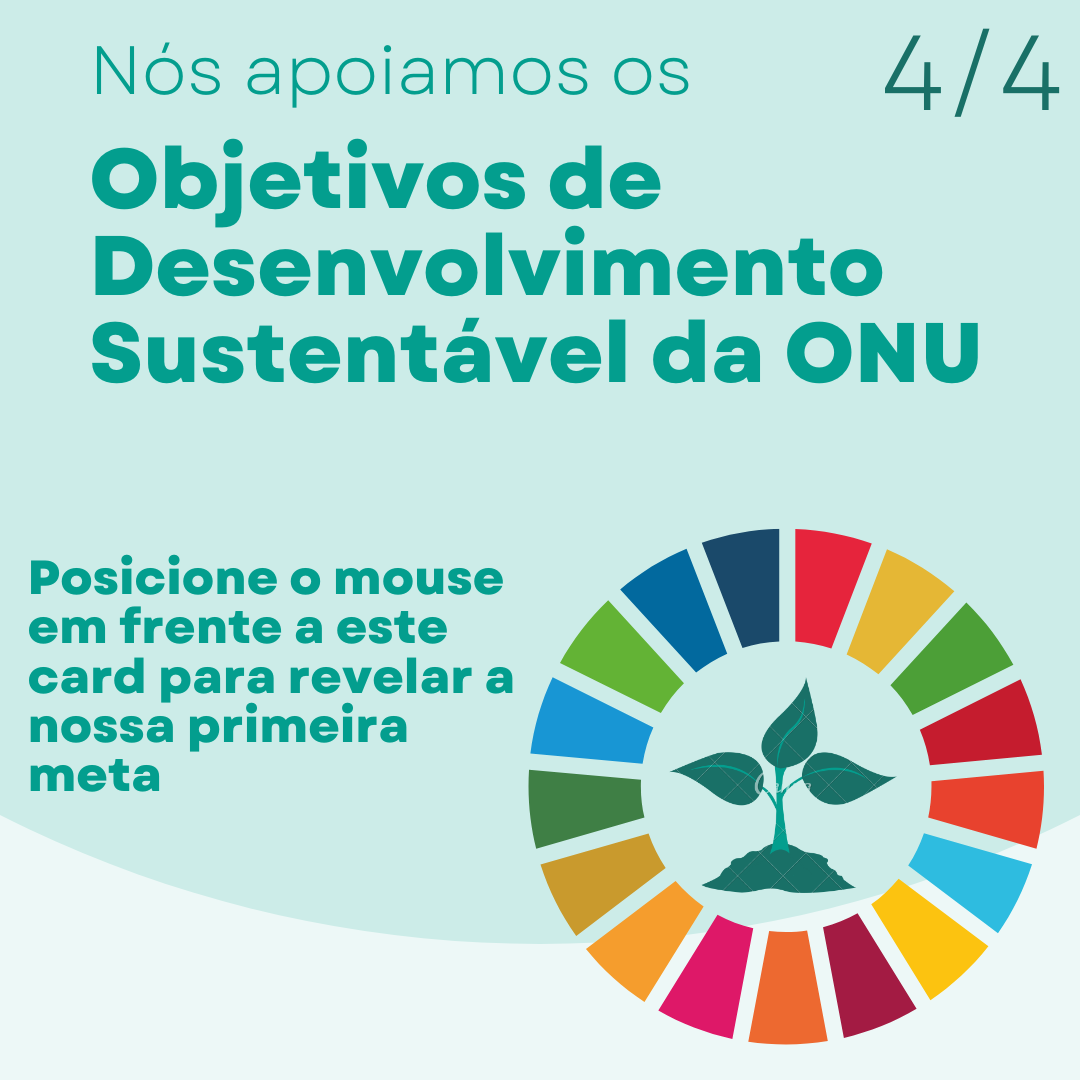 Nós apoiamos os
4/4
Objetivos de
Desenvolvimento
Sustentável da ONU
Posicione o mouse
em frente a este
card para revelar a
nossa primeira
meta